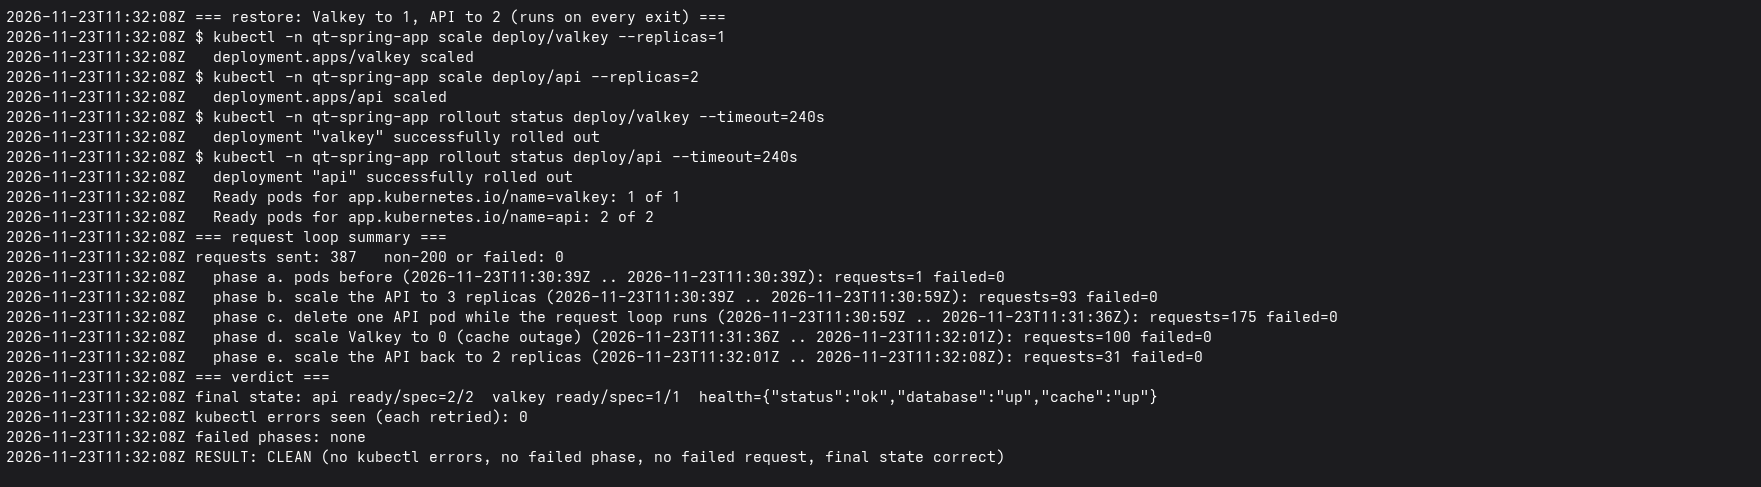 2026-11-23T11:32:08Z === restore: Valkey to 1, API to 2 (runs on every exit) ===
2026-11-23T11:32:08Z $ kubectl -n qt-spring-app scale deploy/valkey --replicas=1
2026-11-23T11:32:08Z   deployment.apps/valkey scaled
2026-11-23T11:32:08Z $ kubectl -n qt-spring-app scale deploy/api --replicas=2
2026-11-23T11:32:08Z   deployment.apps/api scaled
2026-11-23T11:32:08Z $ kubectl -n qt-spring-app rollout status deploy/valkey --timeout=240s
2026-11-23T11:32:08Z   deployment "valkey" successfully rolled out
2026-11-23T11:32:08Z $ kubectl -n qt-spring-app rollout status deploy/api --timeout=240s
2026-11-23T11:32:08Z   deployment "api" successfully rolled out
2026-11-23T11:32:08Z   Ready pods for app.kubernetes.io/name=valkey: 1 of 1
2026-11-23T11:32:08Z   Ready pods for app.kubernetes.io/name=api: 2 of 2
2026-11-23T11:32:08Z === request loop summary ===
2026-11-23T11:32:08Z requests sent: 387   non-200 or failed: 0
2026-11-23T11:32:08Z   phase a. pods before (2026-11-23T11:30:39Z .. 2026-11-23T11:30:39Z): requests=1 failed=0
2026-11-23T11:32:08Z   phase b. scale the API to 3 replicas (2026-11-23T11:30:39Z .. 2026-11-23T11:30:59Z): requests=93 failed=0
2026-11-23T11:32:08Z   phase c. delete one API pod while the request loop runs (2026-11-23T11:30:59Z .. 2026-11-23T11:31:36Z): requests=175 failed=0
2026-11-23T11:32:08Z   phase d. scale Valkey to 0 (cache outage) (2026-11-23T11:31:36Z .. 2026-11-23T11:32:01Z): requests=100 failed=0
2026-11-23T11:32:08Z   phase e. scale the API back to 2 replicas (2026-11-23T11:32:01Z .. 2026-11-23T11:32:08Z): requests=31 failed=0
2026-11-23T11:32:08Z === verdict ===
2026-11-23T11:32:08Z final state: api ready/spec=2/2  valkey ready/spec=1/1  health={"status":"ok","database":"up","cache":"up"}
2026-11-23T11:32:08Z kubectl errors seen (each retried): 0
2026-11-23T11:32:08Z failed phases: none
2026-11-23T11:32:08Z RESULT: CLEAN (no kubectl errors, no failed phase, no failed request, final state correct)